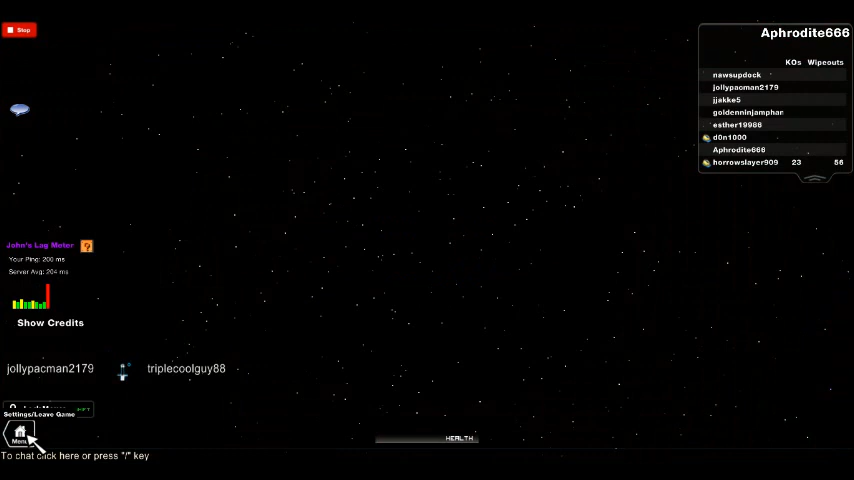 Stop
Aphrodite666
KOs Wipeouts
nawsupdock
jollypacman2179
jjakke5
goldenninjamphan
esther19986
d0n1000
Aphrodite666
horrowslayer909 23 56
John's Lag Meter ?
Your Ping: 200 ms
Server Avg: 204 ms
Show Credits
jollypacman2179 triplecoolguy88
Settings/Leave Game
Menu
HEALTH
To chat click here or press "/" key